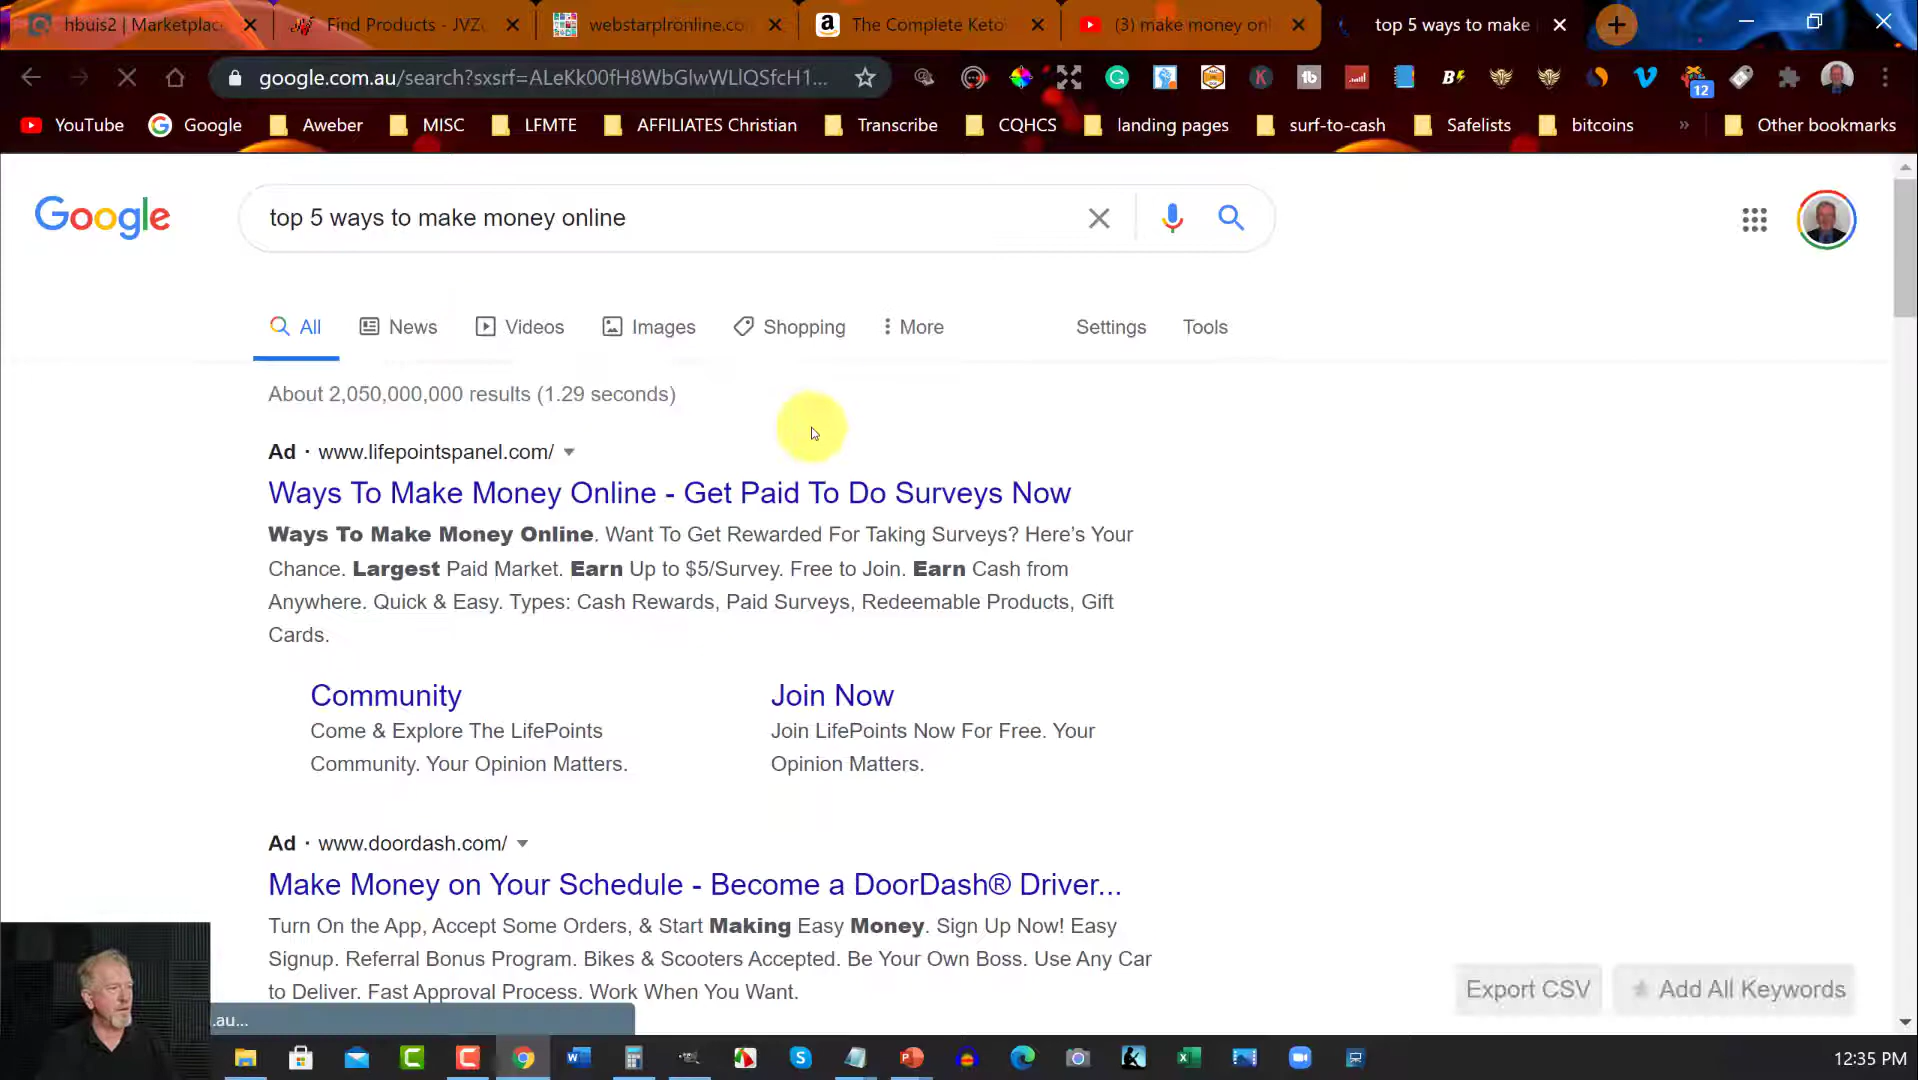 hbuis2 | Marketplac
Find Products - JVZ
webstarplronline.co
The Complete Keto
(3) make money onl
top 5 ways to make
google.com.au/search?sxsrf=ALeKk00fH8WbGlwWLlQSfcH1...
12
YouTube
Google
Aweber
MISC
LFMTE
AFFILIATES Christian
Transcribe
CQHCS
landing pages
surf-to-cash
Safelists
bitcoins
»
Other bookmarks
Google
top 5 ways to make money online
All
News
Videos
Images
Shopping
More
Settings
Tools
About 2,050,000,000 results (1.29 seconds)
Ad · www.lifepointspanel.com/
Ways To Make Money Online - Get Paid To Do Surveys Now
Ways To Make Money Online. Want To Get Rewarded For Taking Surveys? Here's Your
Chance. Largest Paid Market. Earn Up to $5/Survey. Free to Join. Earn Cash from
Anywhere. Quick & Easy. Types: Cash Rewards, Paid Surveys, Redeemable Products, Gift
Cards.
Community
Come & Explore The LifePoints
Community. Your Opinion Matters.
Join Now
Join LifePoints Now For Free. Your
Opinion Matters.
Ad · www.doordash.com/
Make Money on Your Schedule - Become a DoorDash® Driver...
Turn On the App, Accept Some Orders, & Start Making Easy Money. Sign Up Now! Easy
Signup. Referral Bonus Program. Bikes & Scooters Accepted. Be Your Own Boss. Use Any Car
to Deliver. Fast Approval Process. Work When You Want.
Export CSV
Add All Keywords
.au...
12:35 PM